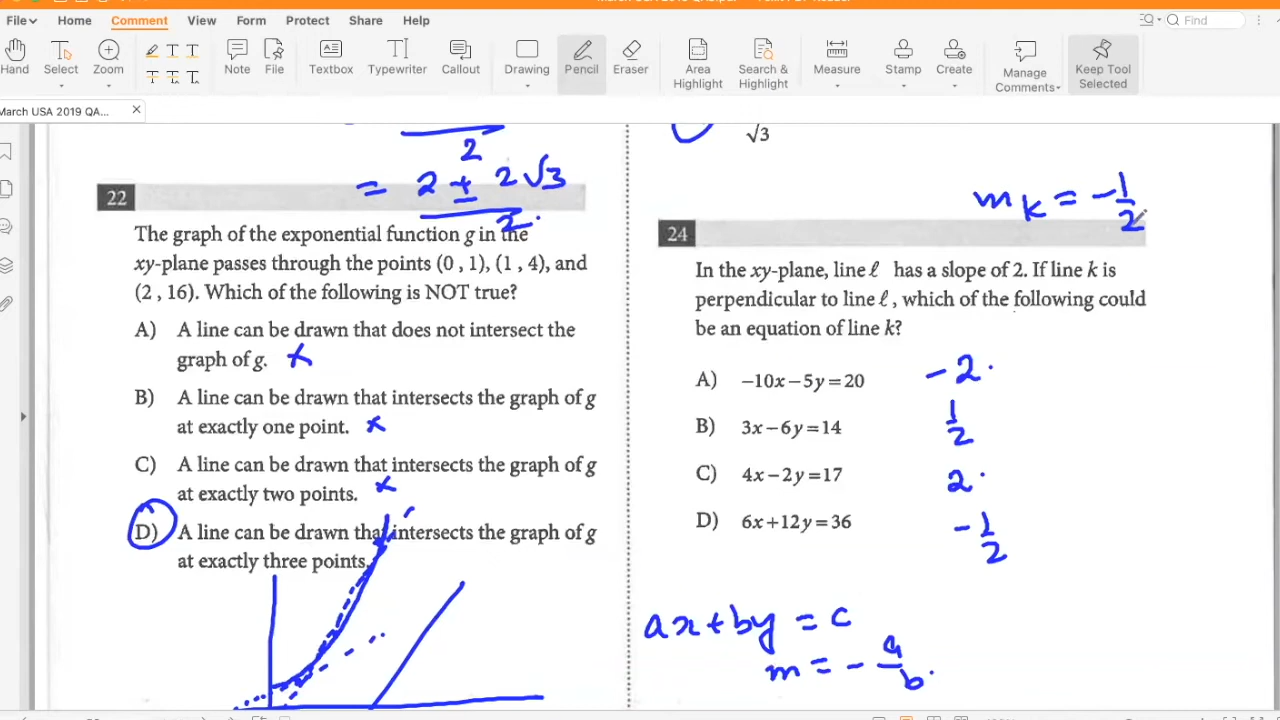 File Home Comment View Form Protect Share Help Find
Hand Select Zoom Note File Textbox Typewriter Callout Drawing Pencil Eraser Area Highlight Search & Highlight Measure Stamp Create Manage Comments Keep Tool Selected
March USA 2019 QA...
2
= 2 ± 2√3
2
22
The graph of the exponential function g in the
xy-plane passes through the points (0 , 1), (1 , 4), and
(2 , 16). Which of the following is NOT true?
A) A line can be drawn that does not intersect the
graph of g. x
B) A line can be drawn that intersects the graph of g
at exactly one point. x
C) A line can be drawn that intersects the graph of g
at exactly two points. x
D) A line can be drawn that intersects the graph of g
at exactly three points.
√3
mk = -1/2
24
In the xy-plane, line ℓ has a slope of 2. If line k is
perpendicular to line ℓ, which of the following could
be an equation of line k?
A) −10x−5y=20 -2.
B) 3x−6y=14 1/2
C) 4x−2y=17 2.
D) 6x+12y=36 -1/2
ax+by = c
m = - a/b.